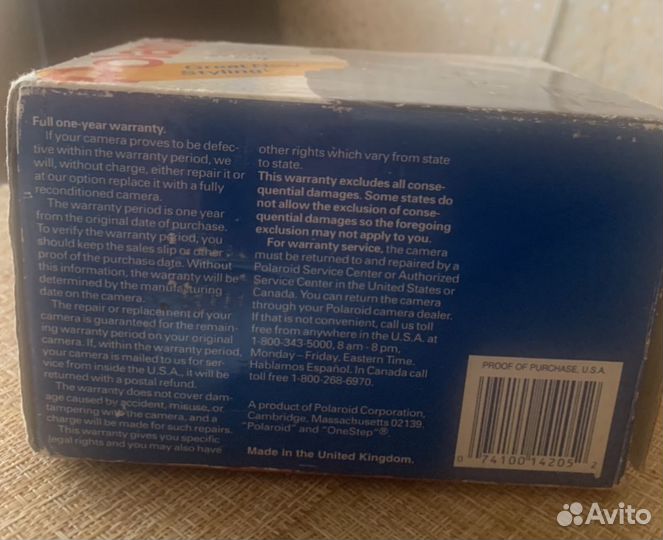 Great New
Styling!
Full one-year warranty.
If your camera proves to be defec-
tive within the warranty period, we
will, without charge, either repair it or
at our option replace it with a fully
reconditioned camera.
The warranty period is one year
from the original date of purchase.
To verify the warranty period, you
should keep the sales slip or other
proof of the purchase date. Without
this information, the warranty will be
determined by the manufacturing
date on the camera.
The repair or replacement of your
camera is guaranteed for the remain-
ing warranty period on your original
camera. If, within the warranty period,
your camera is mailed to us for ser-
vice from inside the U.S.A., it will be
returned with a postal refund.
The warranty does not cover dam-
age caused by accident, misuse, or
tampering with the camera, and a
charge will be made for such repairs.
This warranty gives you specific
legal rights and you may also have
other rights which vary from state
to state.
This warranty excludes all conse-
quential damages. Some states do
not allow the exclusion of conse-
quential damages so the foregoing
exclusion may not apply to you.
For warranty service, the camera
must be returned to and repaired by a
Polaroid Service Center or Authorized
Service Center in the United States or
Canada. You can return the camera
through your Polaroid camera dealer.
If that is not convenient, call us toll
free from anywhere in the U.S.A. at
1-800-343-5000, 8 am - 8 pm,
Monday – Friday, Eastern Time.
Hablamos Español. In Canada call
toll free 1-800-268-6970.
A product of Polaroid Corporation,
Cambridge, Massachusetts 02139.
"Polaroid" and "OneStep"®
Made in the United Kingdom.
PROOF OF PURCHASE, U.S.A.
0 74100 14205 2
Avito